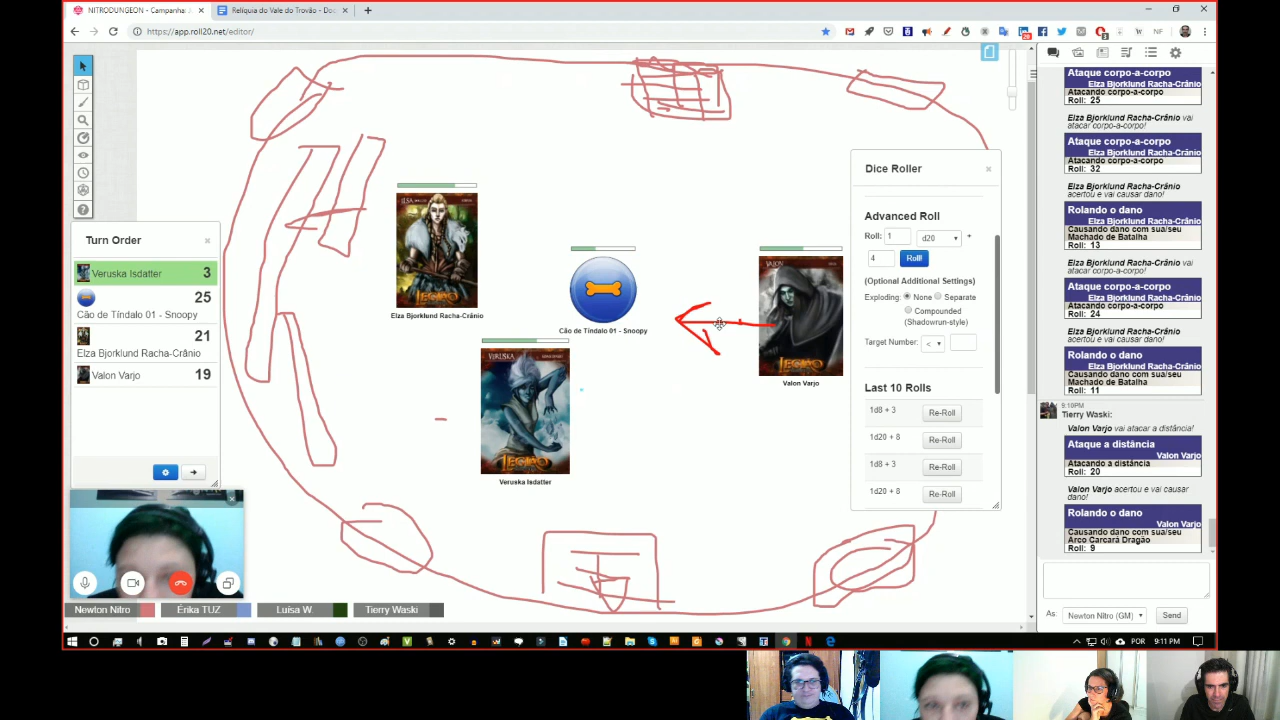 NITRODUNGEON - Campanha:
Relíquia do Vale do Trovão - Doc
https://app.roll20.net/editor/
Turn Order
Veruska Isdatter 3
25
Cão de Tíndalo 01 - Snoopy
21
Elza Bjorklund Racha-Crânio
Valon Varjo 19
LEGIÃO
Elza Bjorklund Racha-Crânio
Cão de Tíndalo 01 - Snoopy
VERUSKA
LEGIÃO
Veruska Isdatter
VALON
LEGIÃO
Valon Varjo
Dice Roller
Advanced Roll
Roll: 1 d20 +
4 Roll!
(Optional Additional Settings)
Exploding: None Separate
Compounded
(Shadowrun-style)
Target Number: <
Last 10 Rolls
1d8 + 3 Re-Roll
1d20 + 8 Re-Roll
1d8 + 3 Re-Roll
1d20 + 8 Re-Roll
Ataque corpo-a-corpo
Elza Bjorklund Racha-Crânio
Atacando corpo-a-corpo
Roll: 25
Elza Bjorklund Racha-Crânio vai
atacar corpo-a-corpo!
Ataque corpo-a-corpo
Elza Bjorklund Racha-Crânio
Atacando corpo-a-corpo
Roll: 32
Elza Bjorklund Racha-Crânio
acertou e vai causar dano!
Rolando o dano
Elza Bjorklund Racha-Crânio
Causando dano com sua/seu
Machado de Batalha
Roll: 13
Elza Bjorklund Racha-Crânio vai
atacar corpo-a-corpo!
Ataque corpo-a-corpo
Elza Bjorklund Racha-Crânio
Atacando corpo-a-corpo
Roll: 24
Elza Bjorklund Racha-Crânio
acertou e vai causar dano!
Rolando o dano
Elza Bjorklund Racha-Crânio
Causando dano com sua/seu
Machado de Batalha
Roll: 11
9:10PM
Tierry Waski:
Valon Varjo vai atacar a distância!
Ataque a distância
Valon Varjo
Atacando a distância
Roll: 20
Valon Varjo acertou e vai causar
dano!
Rolando o dano
Valon Varjo
Causando dano com sua/seu
Arco Carcará Dragão
Roll: 9
As: Newton Nitro (GM) Send
Newton Nitro
Érika TUZ
Luísa W.
Tierry Waski
POR 9:11 PM